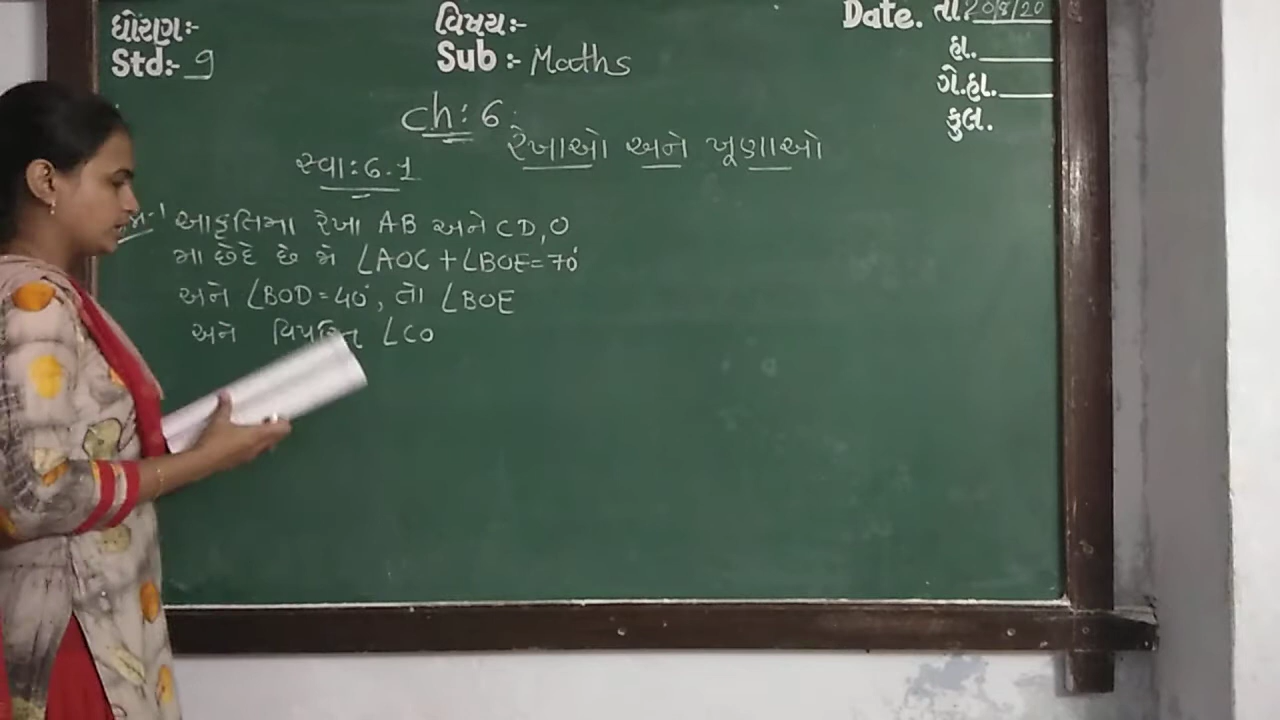 ધોરણ:-
Std:- 9
વિષય:-
Sub :- Maths
Date. તા. 20/8/20
હા.
ગે.હા.
કુલ.
ch: 6
રેખાઓ અને ખૂણાઓ
સ્વા: 6.1
આકૃતિમા રેખા AB અને CD, O
મા છેદે છે જો ∠AOC + ∠BOE = 70°
અને ∠BOD = 40°, તો ∠BOE
અને ∠CO